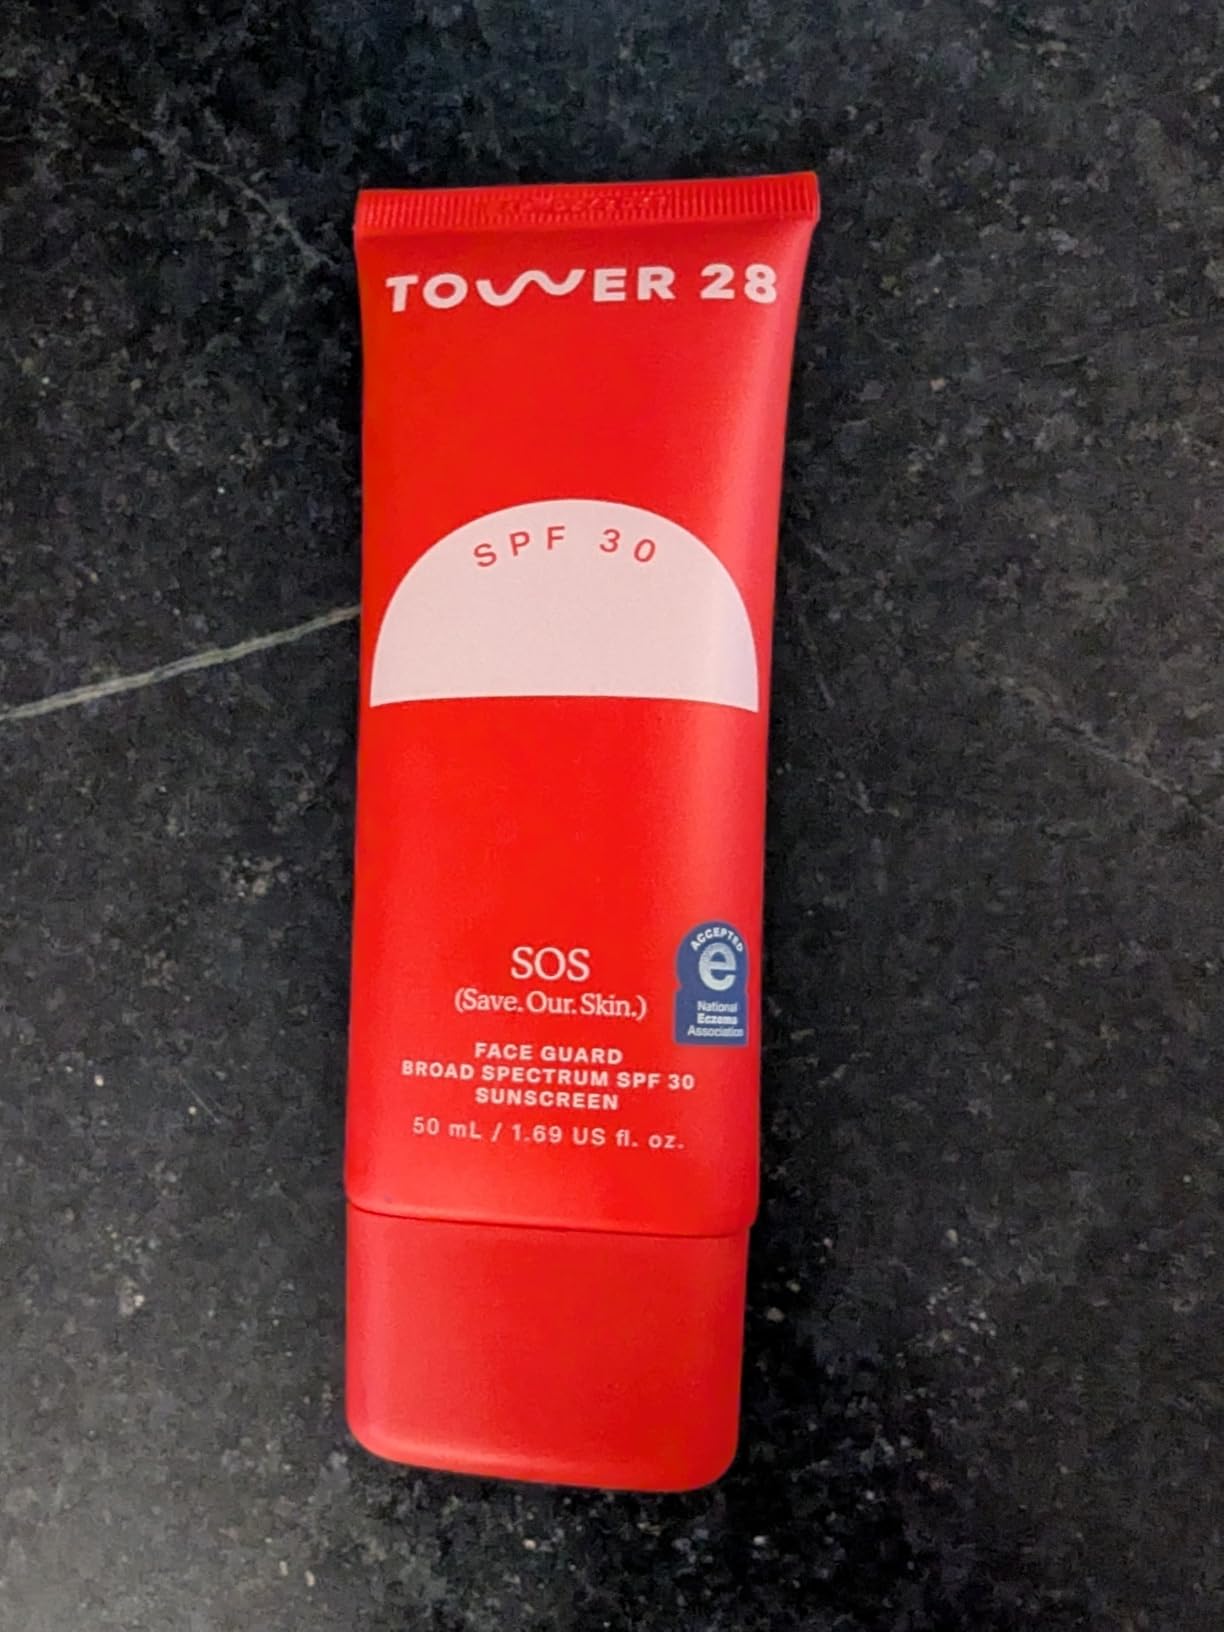 TOWER 28
SPF 30
SOS
(Save.Our.Skin.)
FACE GUARD
BROAD SPECTRUM SPF 30
SUNSCREEN
50 mL / 1.69 US fl. oz.
ACCEPTED
e
National
Eczema
Association